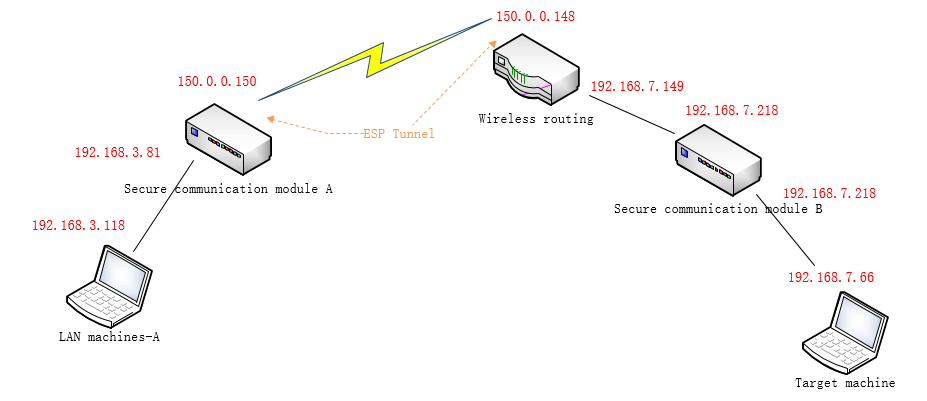 150.0.0.148
150.0.0.150
192.168.7.149
192.168.7.218
Wireless routing
ESP Tunnel
192.168.3.81
Secure communication module A
192.168.7.218
Secure communication module B
192.168.3.118
192.168.7.66
LAN machines-A
Target machine